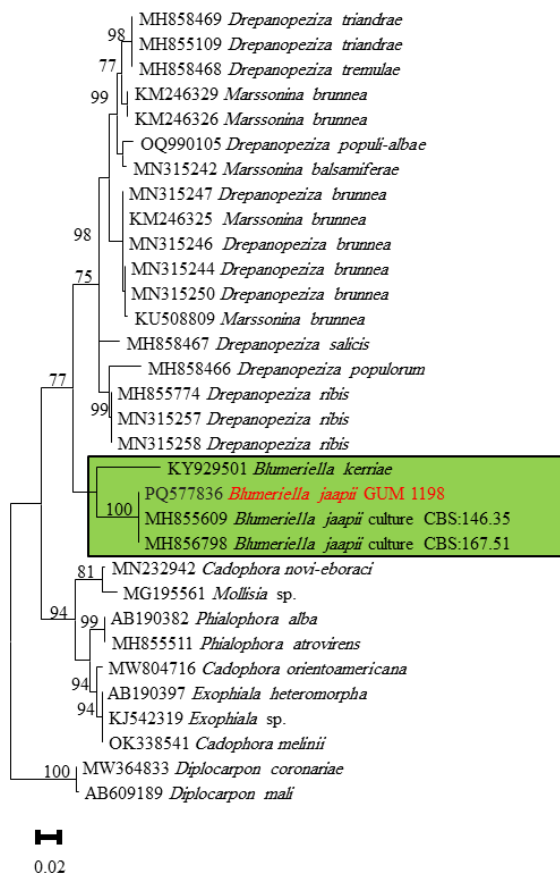 MH858469 Drepanopeziza triandrae
98
MH855109 Drepanopeziza triandrae
77
MH858468 Drepanopeziza tremulae
99
KM246329 Marssonina brunnea
KM246326 Marssonina brunnea
OQ990105 Drepanopeziza populi-albae
MN315242 Marssonina balsamiferae
MN315247 Drepanopeziza brunnea
KM246325 Marssonina brunnea
98
MN315246 Drepanopeziza brunnea
75
MN315244 Drepanopeziza brunnea
MN315250 Drepanopeziza brunnea
KU508809 Marssonina brunnea
MH858467 Drepanopeziza salicis
MH858466 Drepanopeziza populorum
77
MH855774 Drepanopeziza ribis
99
MN315257 Drepanopeziza ribis
MN315258 Drepanopeziza ribis
KY929501 Blumeriella kerriae
PQ577836 Blumeriella jaapii GUM 1198
100
MH855609 Blumeriella jaapii culture CBS:146.35
MH856798 Blumeriella jaapii culture CBS:167.51
81
MN232942 Cadophora novi-eboraci
MG195561 Mollisia sp.
94
99
AB190382 Phialophora alba
MH855511 Phialophora atrovirens
94
MW804716 Cadophora orientoamericana
AB190397 Exophiala heteromorpha
94
KJ542319 Exophiala sp.
OK338541 Cadophora melinii
100
MW364833 Diplocarpon coronariae
AB609189 Diplocarpon mali
0.02